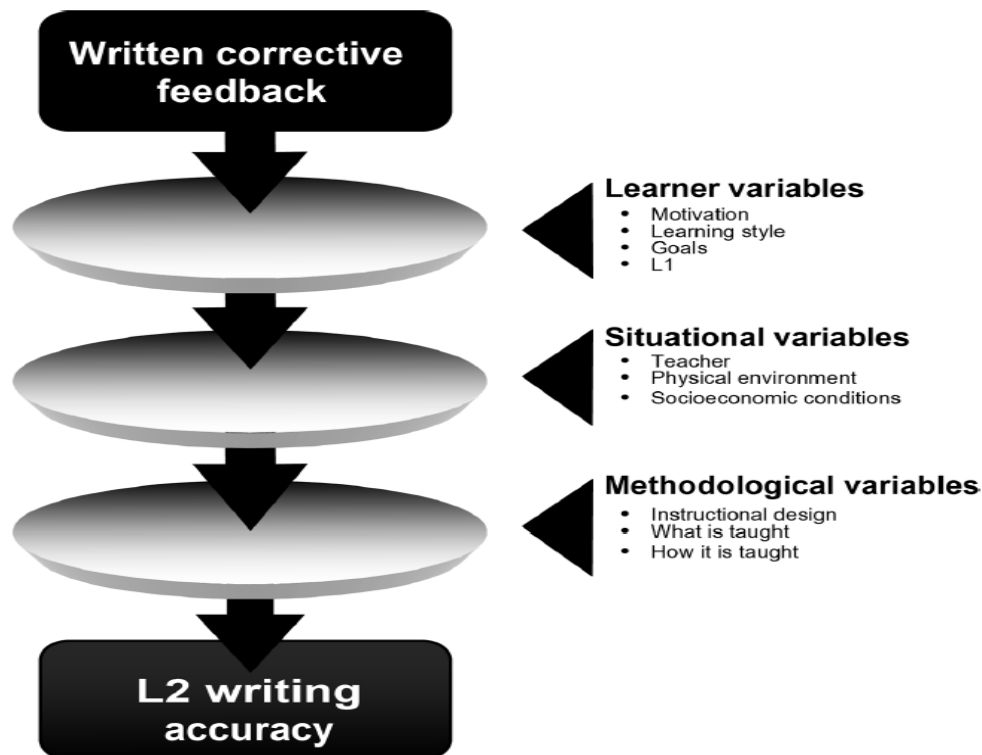 Written corrective
feedback
Learner variables
• Motivation
• Learning style
• Goals
• L1
Situational variables
• Teacher
• Physical environment
• Socioeconomic conditions
Methodological variables
• Instructional design
• What is taught
• How it is taught
L2 writing
accuracy